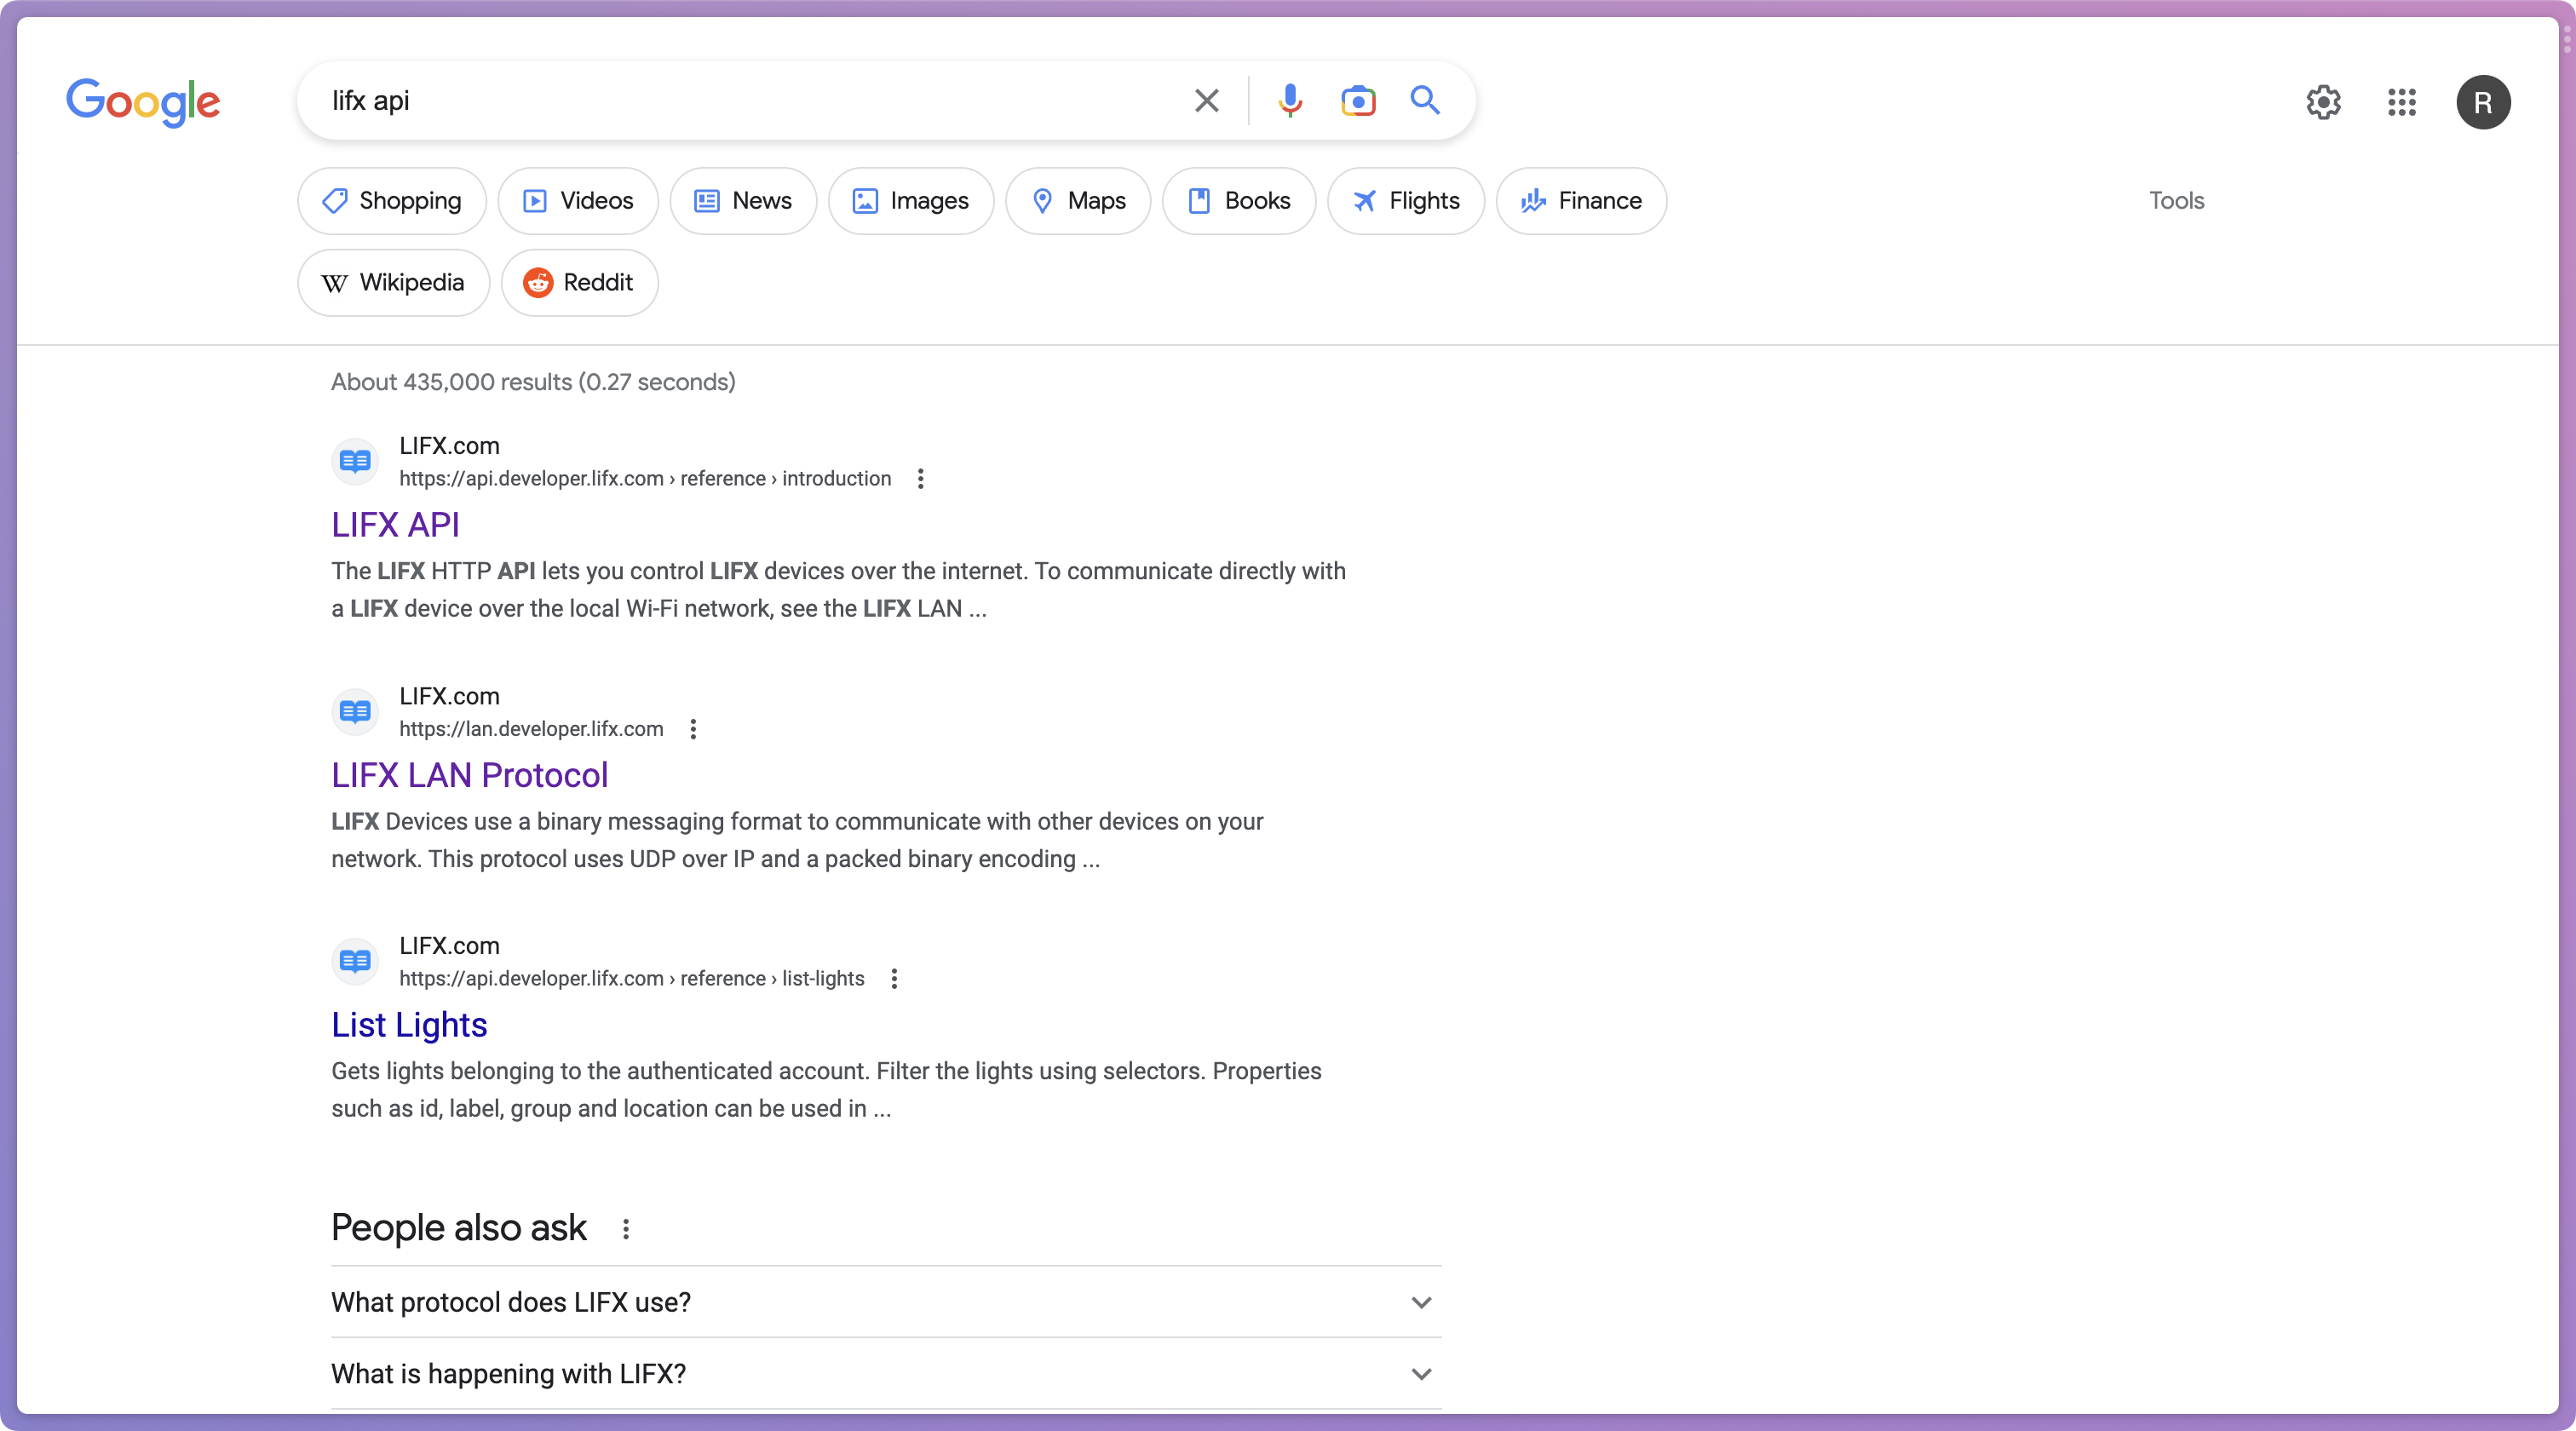 Google
lifx api
R
Shopping
Videos
News
Images
Maps
Books
Flights
Finance
Tools
W Wikipedia
Reddit
About 435,000 results (0.27 seconds)
LIFX.com
https://api.developer.lifx.com › reference › introduction
LIFX API
The LIFX HTTP API lets you control LIFX devices over the internet. To communicate directly with
a LIFX device over the local Wi-Fi network, see the LIFX LAN ...
LIFX.com
https://lan.developer.lifx.com
LIFX LAN Protocol
LIFX Devices use a binary messaging format to communicate with other devices on your
network. This protocol uses UDP over IP and a packed binary encoding ...
LIFX.com
https://api.developer.lifx.com › reference › list-lights
List Lights
Gets lights belonging to the authenticated account. Filter the lights using selectors. Properties
such as id, label, group and location can be used in ...
People also ask
What protocol does LIFX use?
What is happening with LIFX?